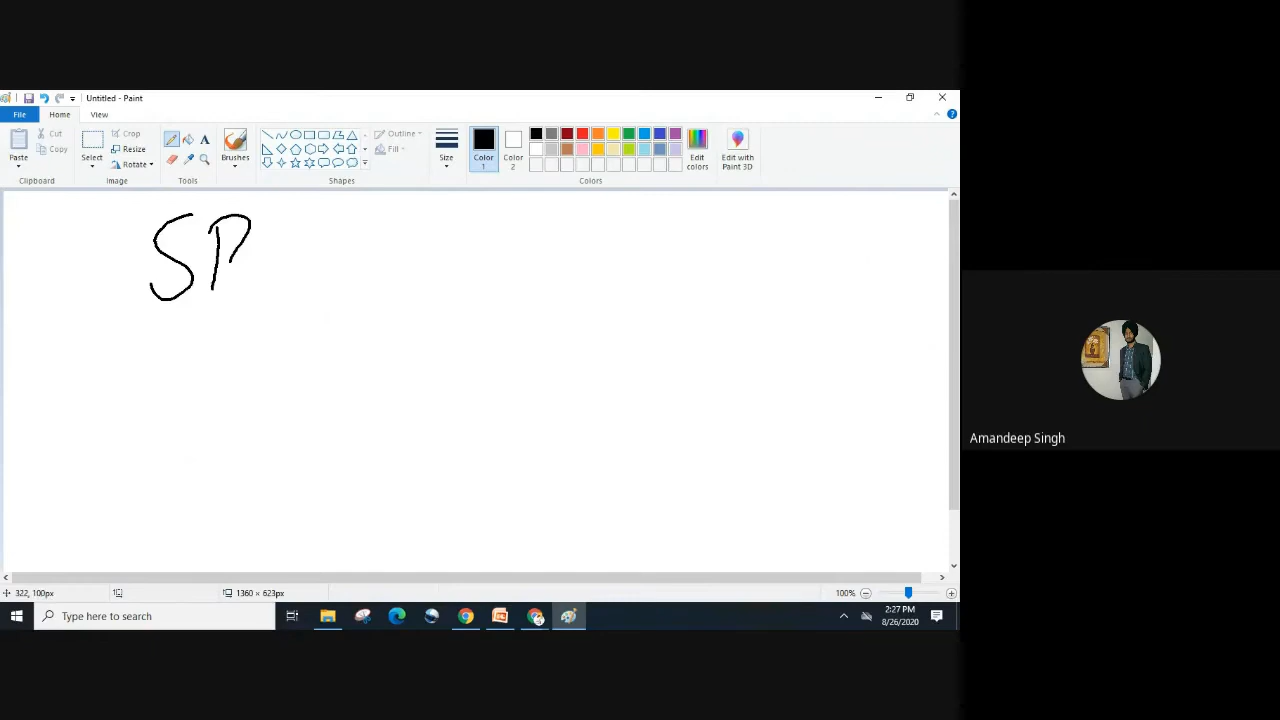 Untitled - Paint
File Home View
Cut
Copy
Paste
Clipboard
Select
Crop
Resize
Rotate
Image
Tools
Brushes
Outline
Fill
Shapes
Size
Color 1
Color 2
Edit colors
Edit with Paint 3D
Colors
SP
Amandeep Singh
322, 100px
1360 × 623px
100%
Type here to search
2:27 PM
8/26/2020